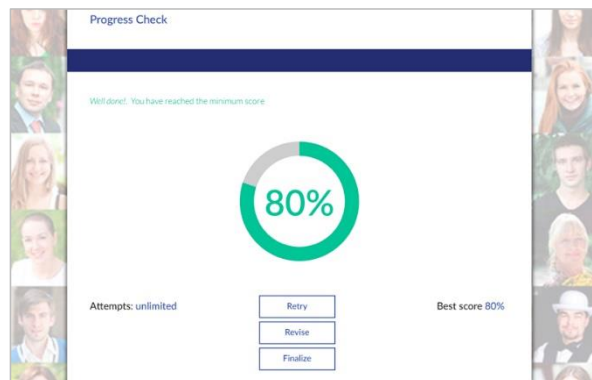 Progress Check
Well done!. You have reached the minimum score
80%
Attempts: unlimited
Retry
Best score 80%
Revise
Finalize